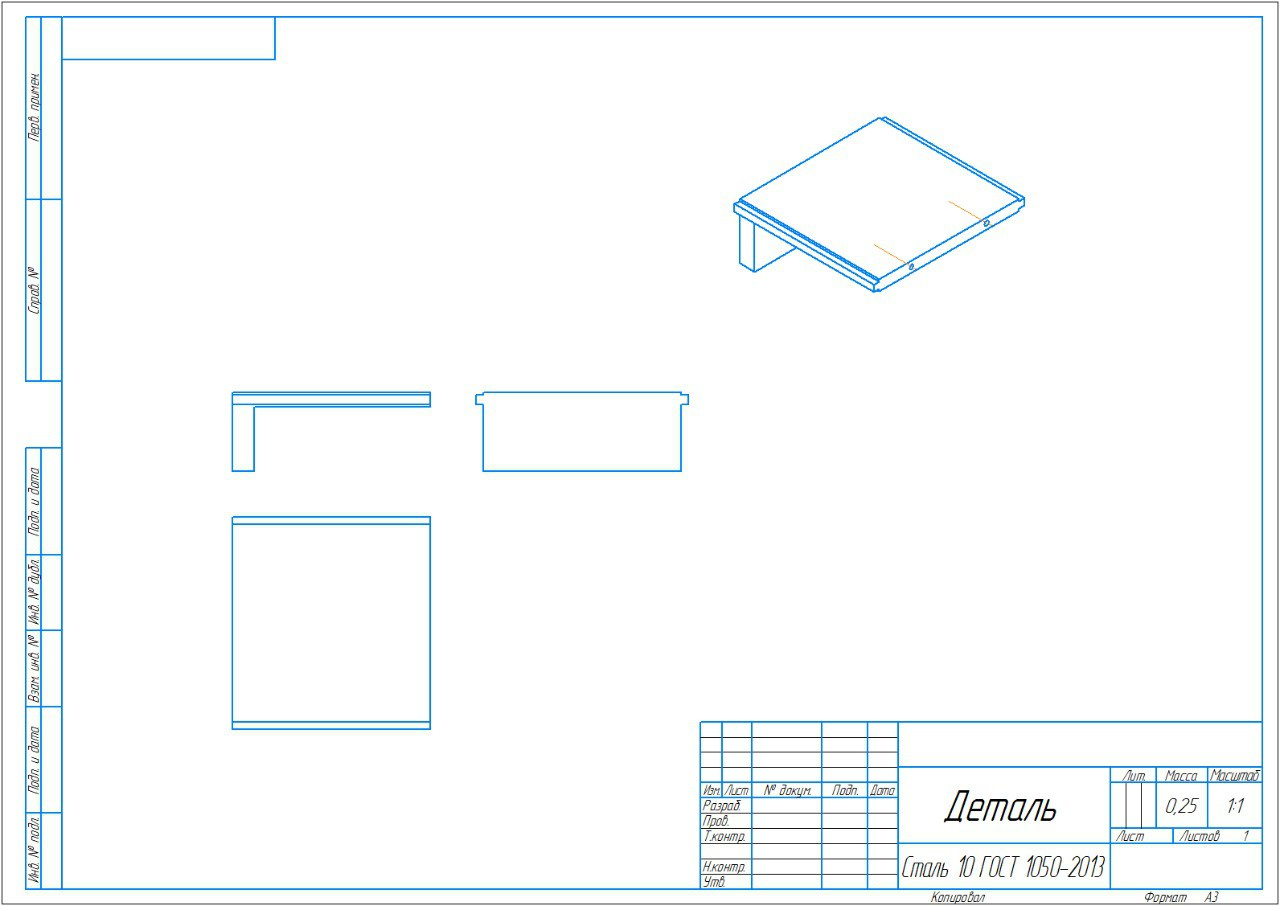 Перв. примен.
Справ. №
Подп. и дата
Инв. № дубл.
Взам. инв. №
Подп. и дата
Инв. № подл.
Изм. Лист № докум. Подп. Дата
Разраб.
Пров.
Т.контр.
Н.контр.
Утв.
Деталь
Сталь 10 ГОСТ 1050-2013
Лит. Масса Масштаб
0,25 1:1
Лист Листов 1
Копировал Формат А3